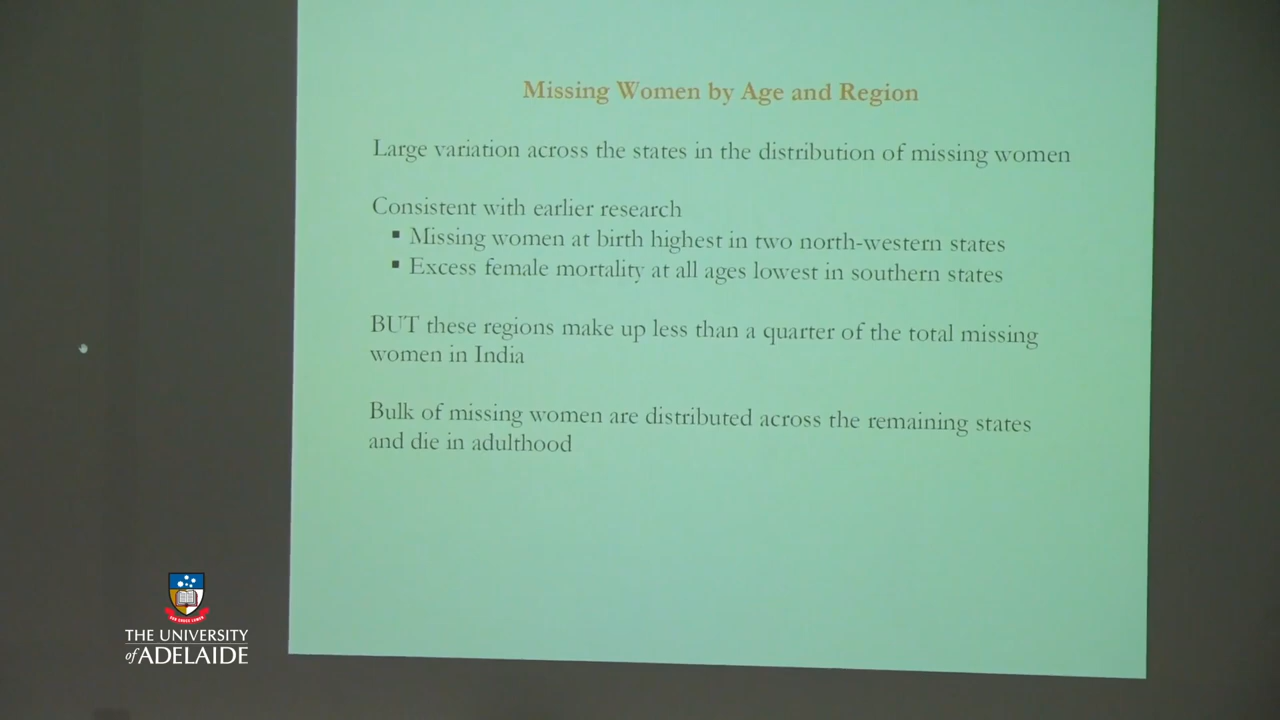 Missing Women by Age and Region
Large variation across the states in the distribution of missing women
Consistent with earlier research
▪ Missing women at birth highest in two north-western states
▪ Excess female mortality at all ages lowest in southern states
BUT these regions make up less than a quarter of the total missing
women in India
Bulk of missing women are distributed across the remaining states
and die in adulthood
THE UNIVERSITY
of ADELAIDE